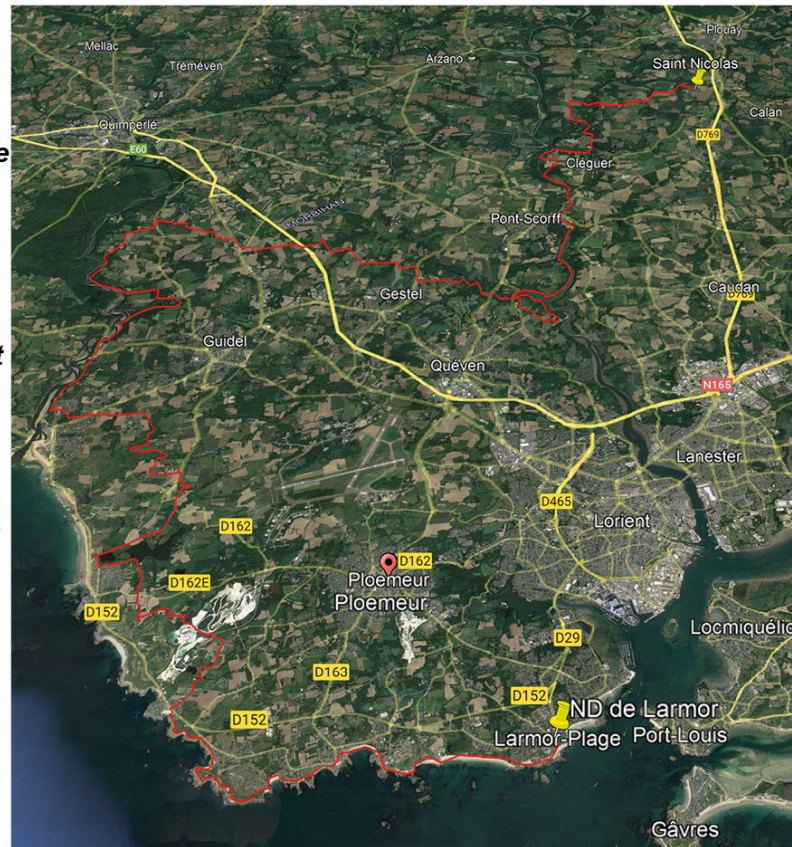 Plouay
Mellac
Arzano
Saint Nicolas
Tréméven
Calan
Quimperlé
D769
E60
e
Cléguer
MORBIHAN
Pont-Scorff
Caudan
D769
Gestel
Guidel
t
Quéven
N165
Lanester
D465
Lorient
D162
D162
Ploemeur
D162E
Ploemeur
D152
Locmiquélic
D29
D163
D152
D152
ND de Larmor
Larmor-Plage
Port-Louis
Gâvres